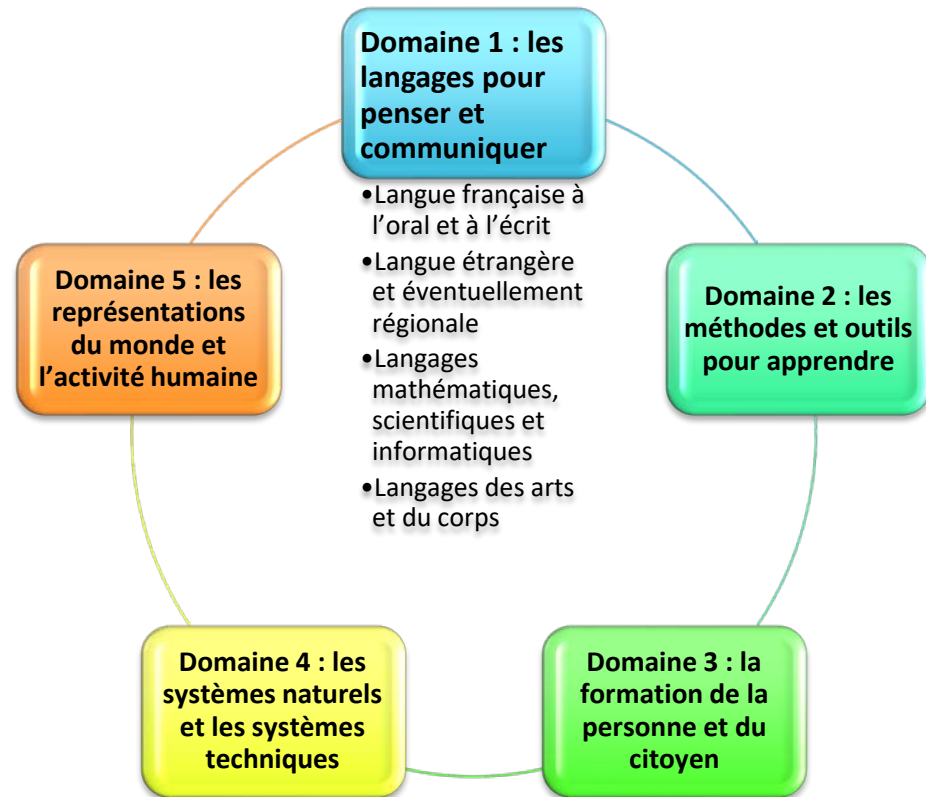 Domaine 1 : les
langages pour
penser et
communiquer
•Langue française à
l’oral et à l’écrit
•Langue étrangère
et éventuellement
régionale
•Langages
mathématiques,
scientifiques et
informatiques
•Langages des arts
et du corps
Domaine 2 : les
méthodes et outils
pour apprendre
Domaine 3 : la
formation de la
personne et du
citoyen
Domaine 4 : les
systèmes naturels
et les systèmes
techniques
Domaine 5 : les
représentations
du monde et
l’activité humaine